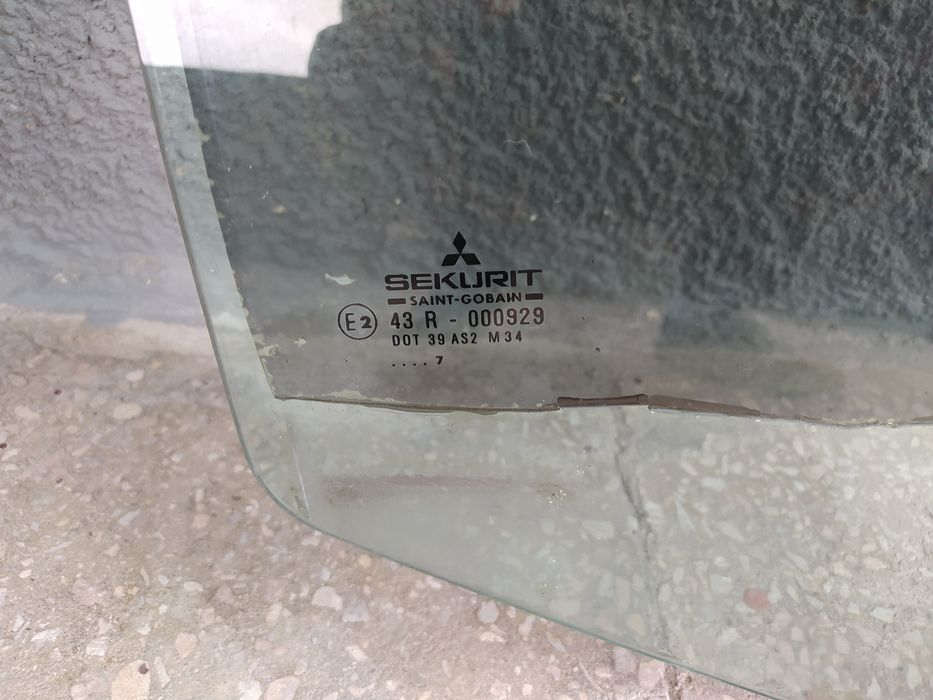 SEKURIT
SAINT-GOBAIN
E2 43 R - 000929
DOT 39 AS2 M34
.... 7